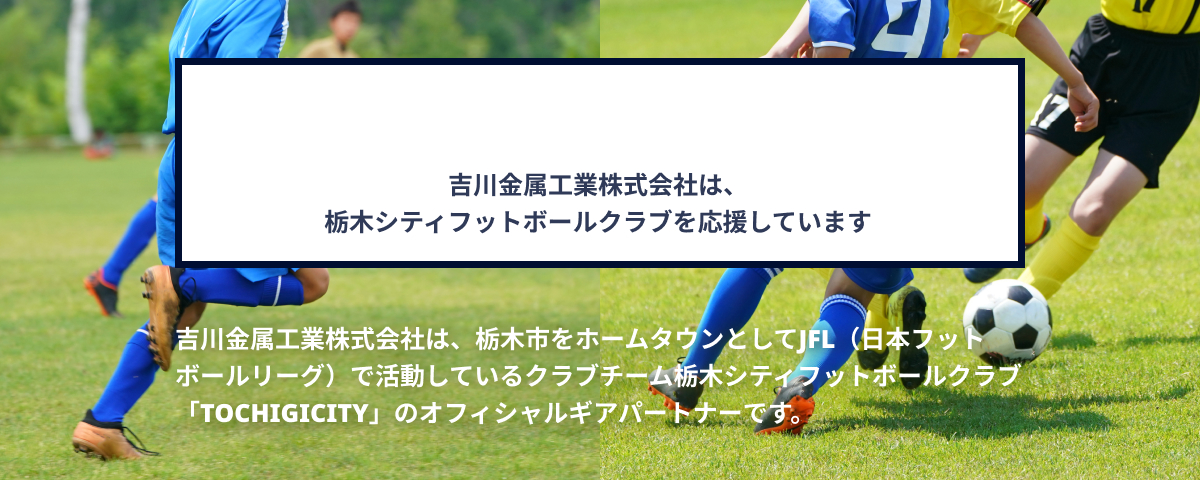 吉川金属工業株式会社は、
栃木シティフットボールクラブを応援しています
吉川金属工業株式会社は、栃木市をホームタウンとしてJFL（日本フット
ボールリーグ）で活動しているクラブチーム栃木シティフットボールクラブ
「TOCHIGICITY」のオフィシャルギアパートナーです。
9
17
17